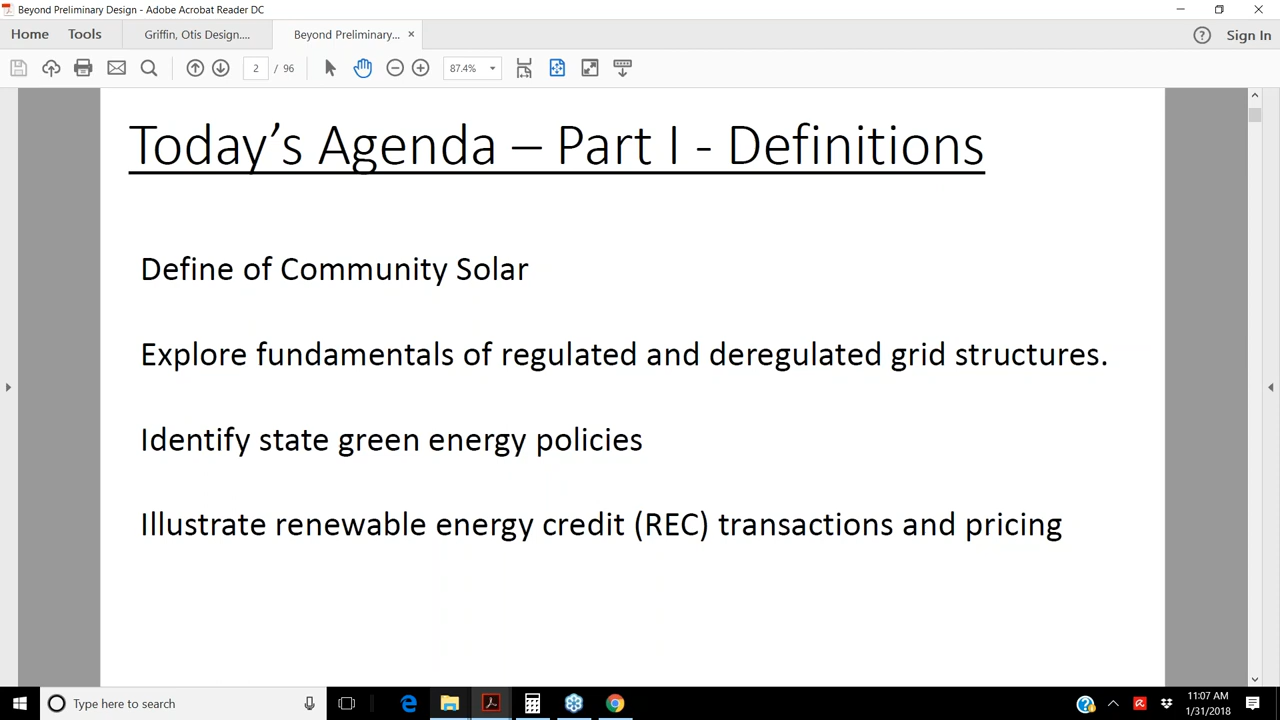 Beyond Preliminary Design - Adobe Acrobat Reader DC
Home Tools Griffin, Otis Design.... Beyond Preliminary... × Sign In
2 / 96 87.4%
Today’s Agenda – Part I - Definitions
Define of Community Solar
Explore fundamentals of regulated and deregulated grid structures.
Identify state green energy policies
Illustrate renewable energy credit (REC) transactions and pricing
Type here to search
11:07 AM
1/31/2018